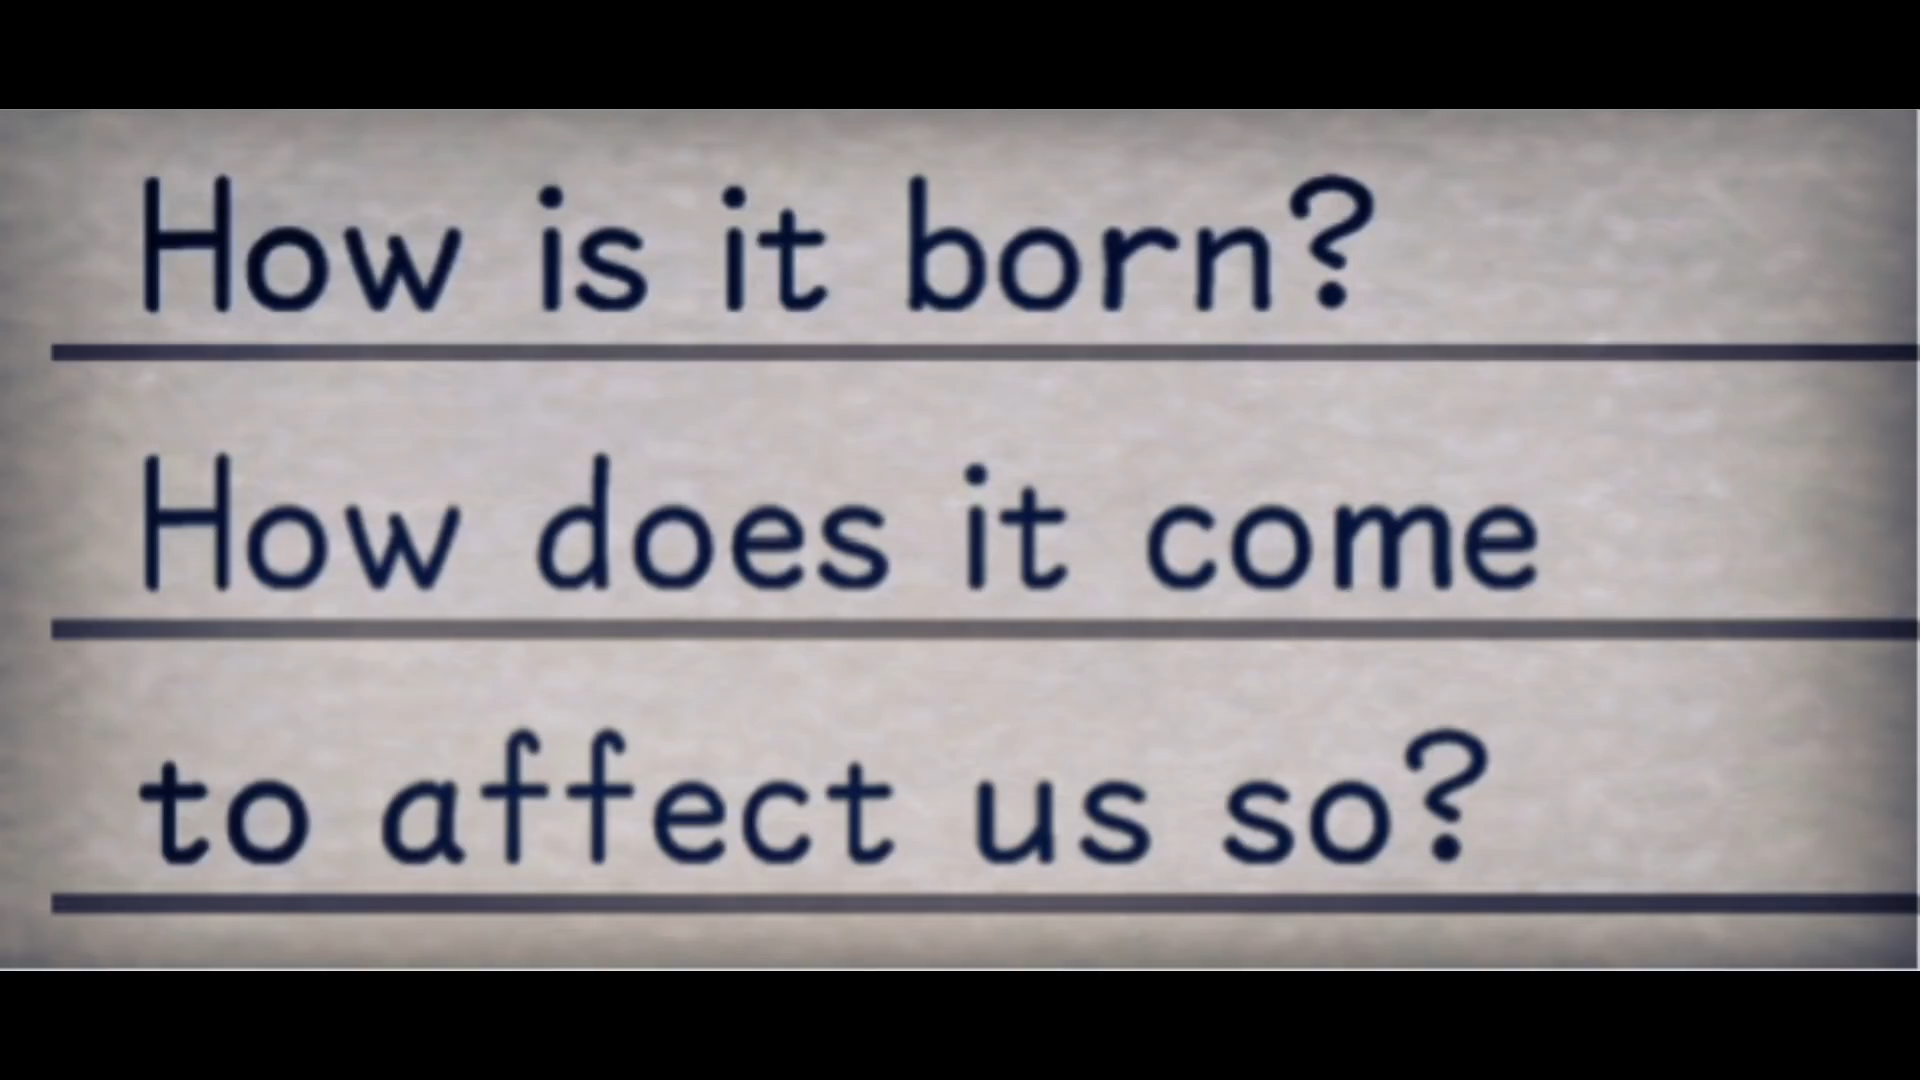 How is it born?
How does it come
to affect us so?